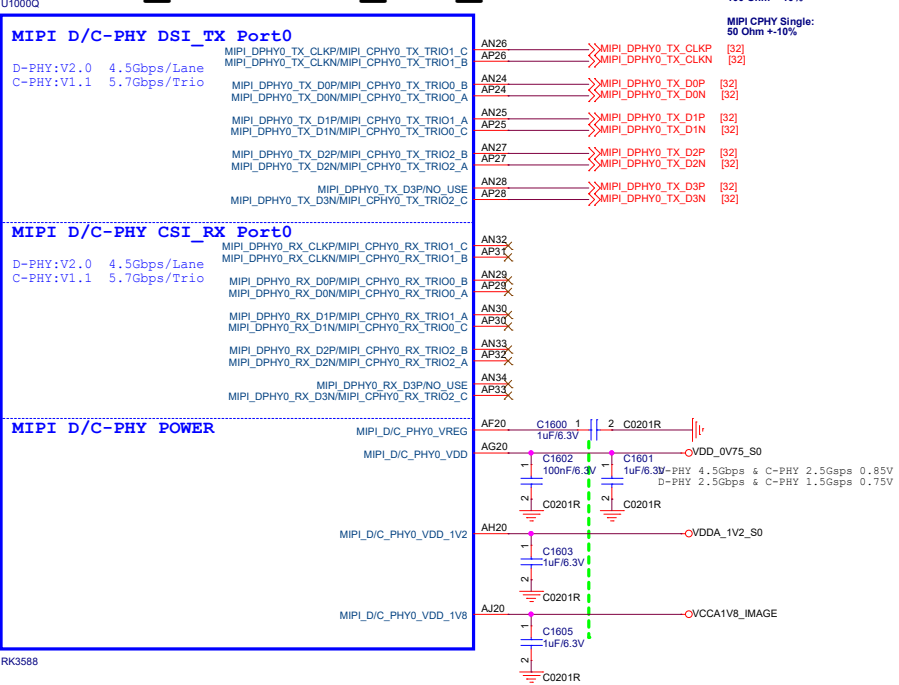 U1000Q
MIPI CPHY Single:
50 Ohm +-10%
MIPI D/C-PHY DSI_TX Port0
D-PHY:V2.0 4.5Gbps/Lane
C-PHY:V1.1 5.7Gbps/Trio
MIPI_DPHY0_TX_CLKP/MIPI_CPHY0_TX_TRIO1_C AN26 MIPI_DPHY0_TX_CLKP [32]
MIPI_DPHY0_TX_CLKN/MIPI_CPHY0_TX_TRIO1_B AP26 MIPI_DPHY0_TX_CLKN [32]
MIPI_DPHY0_TX_D0P/MIPI_CPHY0_TX_TRIO0_B AN24 MIPI_DPHY0_TX_D0P [32]
MIPI_DPHY0_TX_D0N/MIPI_CPHY0_TX_TRIO0_A AP24 MIPI_DPHY0_TX_D0N [32]
MIPI_DPHY0_TX_D1P/MIPI_CPHY0_TX_TRIO1_A AN25 MIPI_DPHY0_TX_D1P [32]
MIPI_DPHY0_TX_D1N/MIPI_CPHY0_TX_TRIO0_C AP25 MIPI_DPHY0_TX_D1N [32]
MIPI_DPHY0_TX_D2P/MIPI_CPHY0_TX_TRIO2_B AN27 MIPI_DPHY0_TX_D2P [32]
MIPI_DPHY0_TX_D2N/MIPI_CPHY0_TX_TRIO2_A AP27 MIPI_DPHY0_TX_D2N [32]
MIPI_DPHY0_TX_D3P/NO_USE AN28 MIPI_DPHY0_TX_D3P [32]
MIPI_DPHY0_TX_D3N/MIPI_CPHY0_TX_TRIO2_C AP28 MIPI_DPHY0_TX_D3N [32]
MIPI D/C-PHY CSI_RX Port0
D-PHY:V2.0 4.5Gbps/Lane
C-PHY:V1.1 5.7Gbps/Trio
MIPI_DPHY0_RX_CLKP/MIPI_CPHY0_RX_TRIO1_C AN32
MIPI_DPHY0_RX_CLKN/MIPI_CPHY0_RX_TRIO1_B AP31
MIPI_DPHY0_RX_D0P/MIPI_CPHY0_RX_TRIO0_B AN29
MIPI_DPHY0_RX_D0N/MIPI_CPHY0_RX_TRIO0_A AP29
MIPI_DPHY0_RX_D1P/MIPI_CPHY0_RX_TRIO1_A AN30
MIPI_DPHY0_RX_D1N/MIPI_CPHY0_RX_TRIO0_C AP30
MIPI_DPHY0_RX_D2P/MIPI_CPHY0_RX_TRIO2_B AN33
MIPI_DPHY0_RX_D2N/MIPI_CPHY0_RX_TRIO2_A AP32
MIPI_DPHY0_RX_D3P/NO_USE AN34
MIPI_DPHY0_RX_D3N/MIPI_CPHY0_RX_TRIO2_C AP33
MIPI D/C-PHY POWER
MIPI_D/C_PHY0_VREG AF20 C1600 1 2 C0201R
1uF/6.3V
MIPI_D/C_PHY0_VDD AG20 VDD_0V75_S0
1 C1602 1 C1601
100nF/6.3V 1uF/6.3V D-PHY 4.5Gbps & C-PHY 2.5Gsps 0.85V
D-PHY 2.5Gbps & C-PHY 1.5Gsps 0.75V
2 C0201R 2 C0201R
MIPI_D/C_PHY0_VDD_1V2 AH20 VDDA_1V2_S0
1 C1603
1uF/6.3V
2 C0201R
MIPI_D/C_PHY0_VDD_1V8 AJ20 VCCA1V8_IMAGE
1 C1605
1uF/6.3V
2 C0201R
RK3588